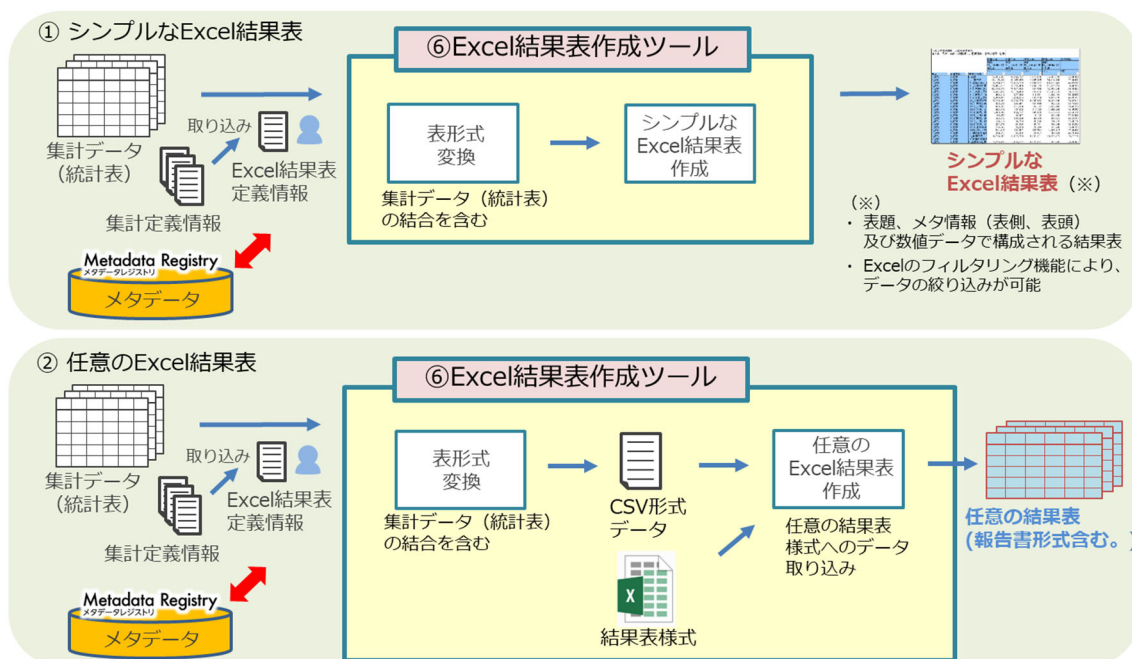 ① シンプルなExcel結果表
⑥Excel結果表作成ツール
取り込み
集計データ
(統計表)
Excel結果表
定義情報
集計定義情報
Metadata Registry
メタデータレジストリ
メタデータ
表形式
変換
集計データ(統計表)
の結合を含む
シンプルな
Excel結果表
作成
シンプルな
Excel結果表(※)
(※)
・ 表題、メタ情報(表側、表頭)
及び数値データで構成される結果表
・ Excelのフィルタリング機能により、
データの絞り込みが可能
② 任意のExcel結果表
⑥Excel結果表作成ツール
取り込み
集計データ
(統計表)
Excel結果表
定義情報
集計定義情報
Metadata Registry
メタデータレジストリ
メタデータ
表形式
変換
集計データ(統計表)
の結合を含む
CSV形式
データ
X
結果表様式
任意の
Excel結果表
作成
任意の結果表
様式へのデータ
取り込み
任意の結果表
(報告書形式含む。)